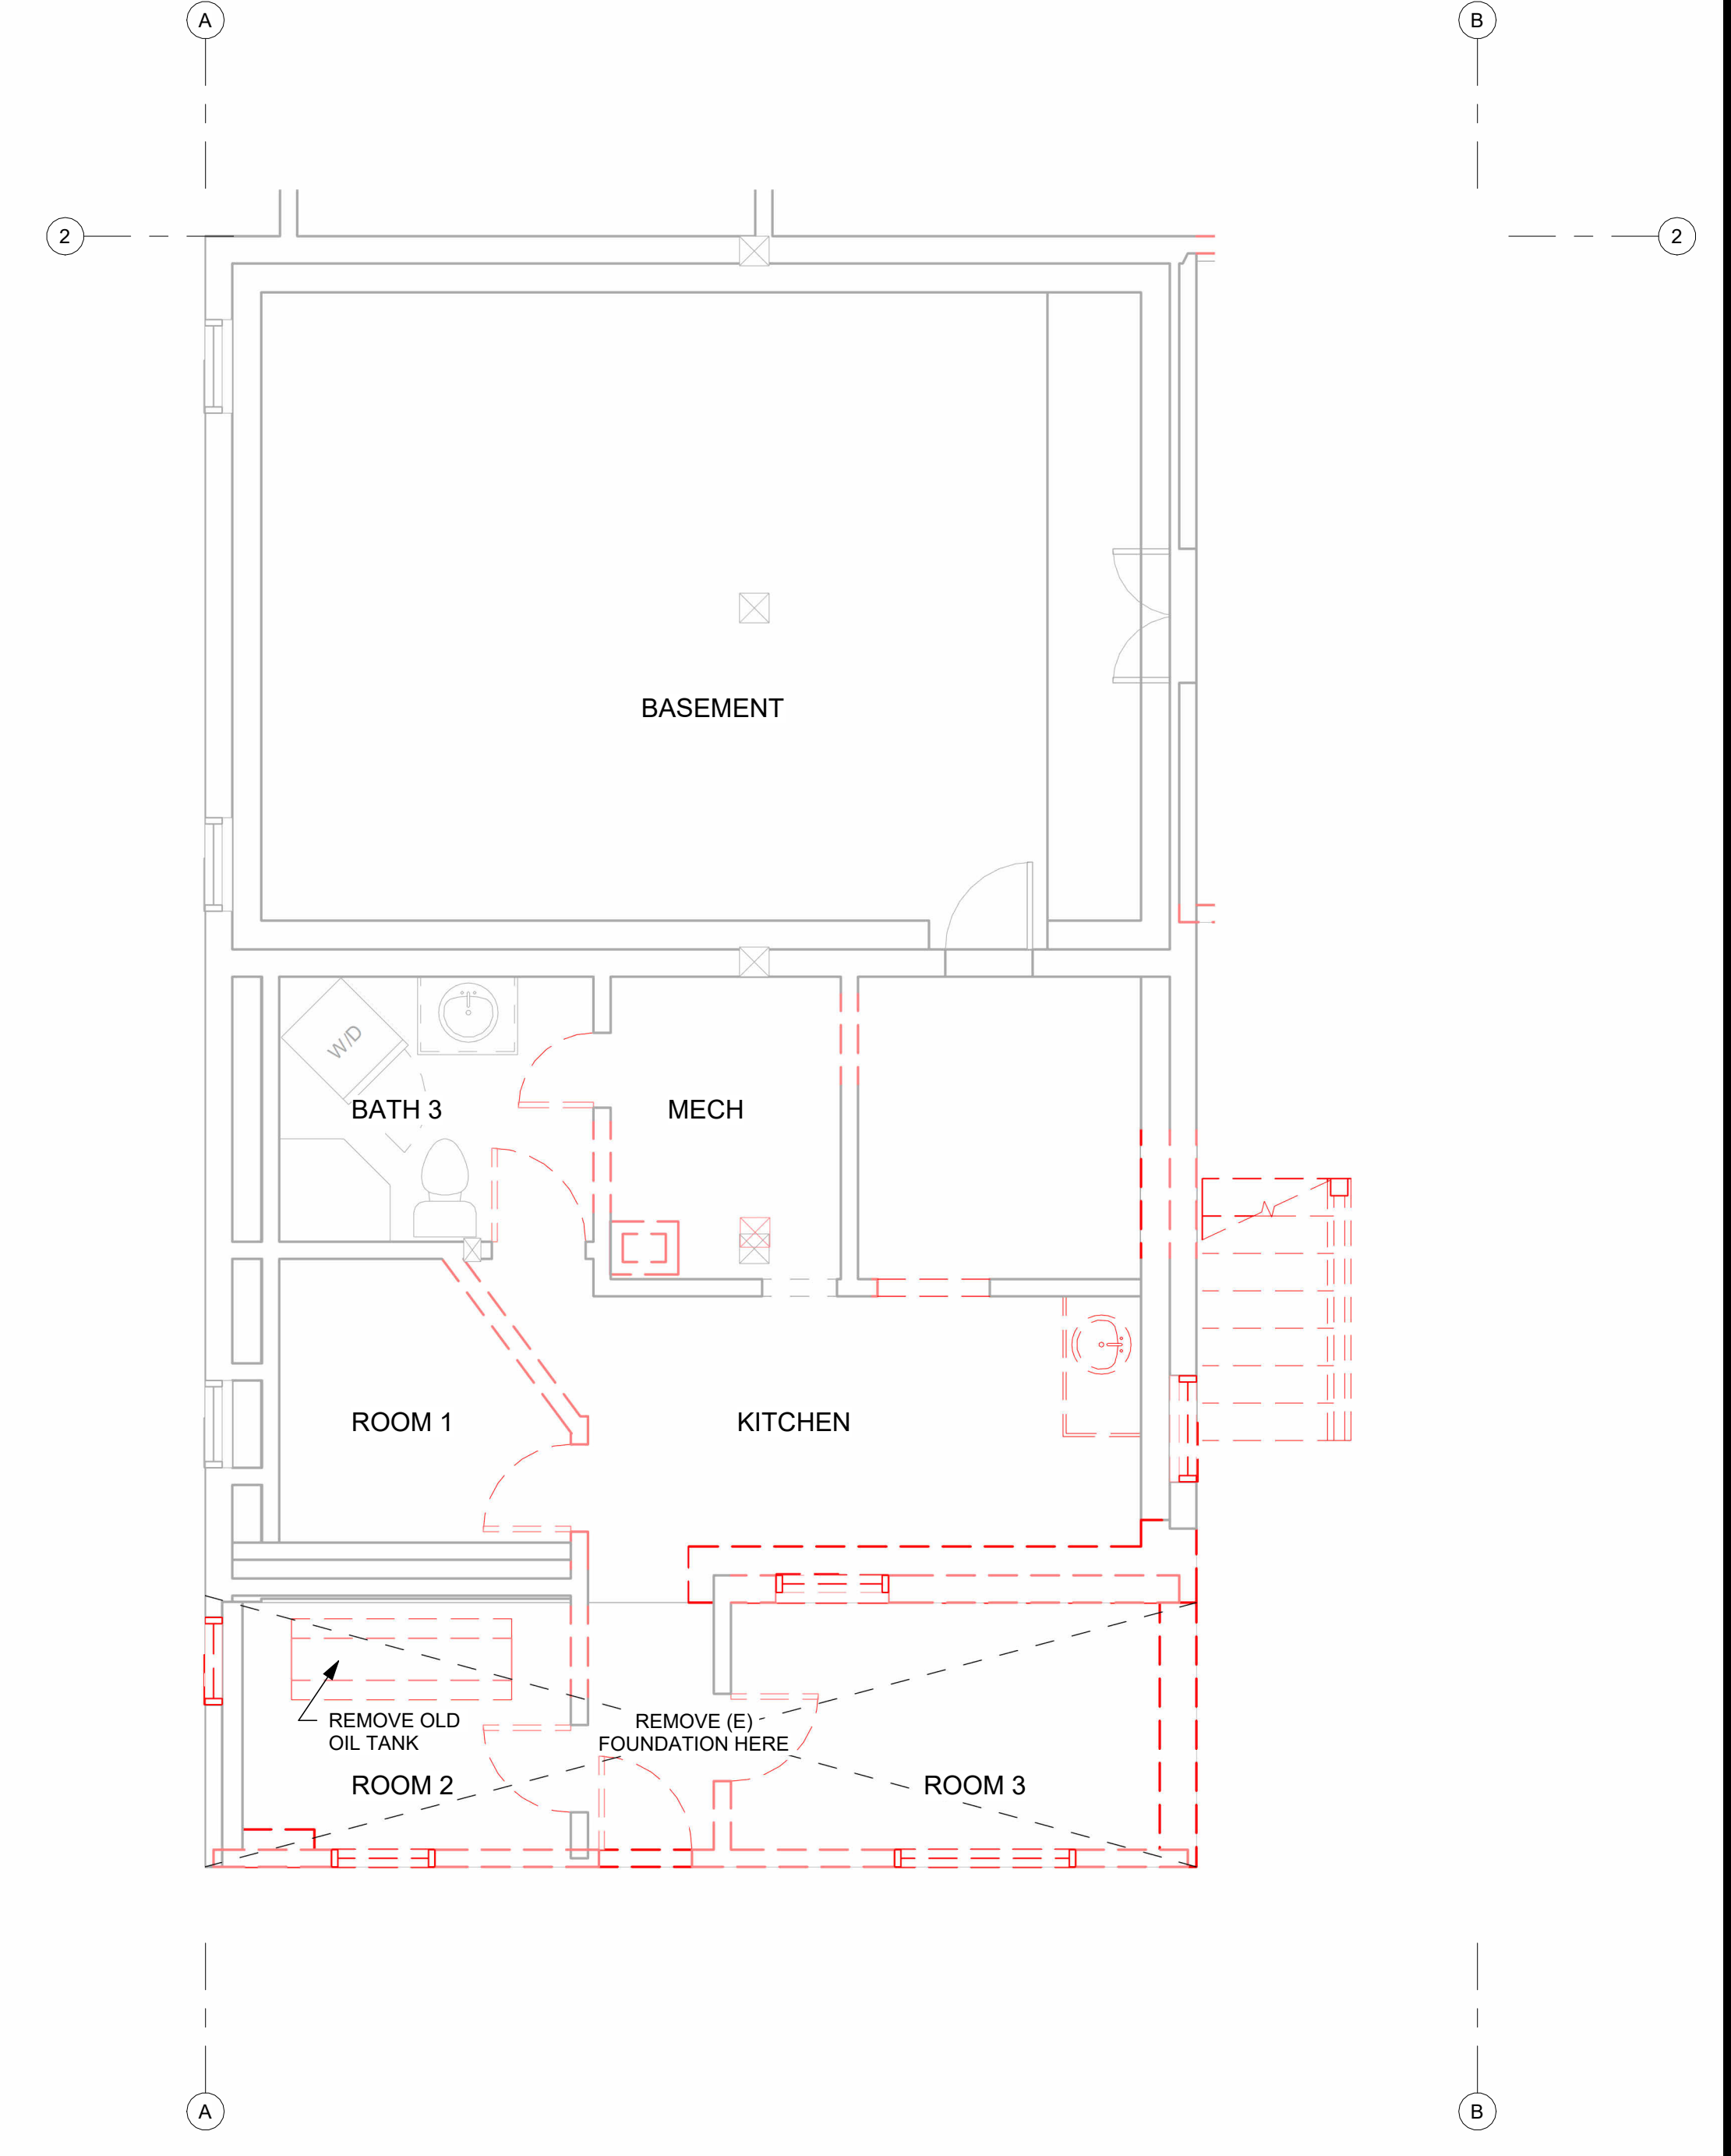 A
B
2
2
BASEMENT
W/D
BATH 3
MECH
ROOM 1
KITCHEN
REMOVE OLD
OIL TANK
REMOVE (E)
FOUNDATION HERE
ROOM 2
ROOM 3
A
B